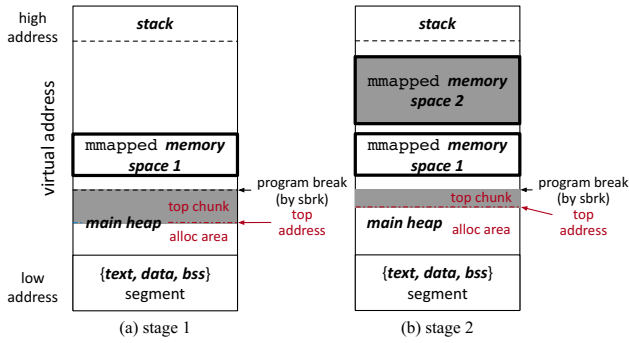 high
address
virtual address
low
address
stack
mmapped memory
space 1
top chunk
main heap
alloc area
{text, data, bss}
segment
program break
(by sbrk)
top
address
(a) stage 1
stack
mmapped memory
space 2
mmapped memory
space 1
top chunk
main heap
alloc area
{text, data, bss}
segment
program break
(by sbrk)
top
address
(b) stage 2